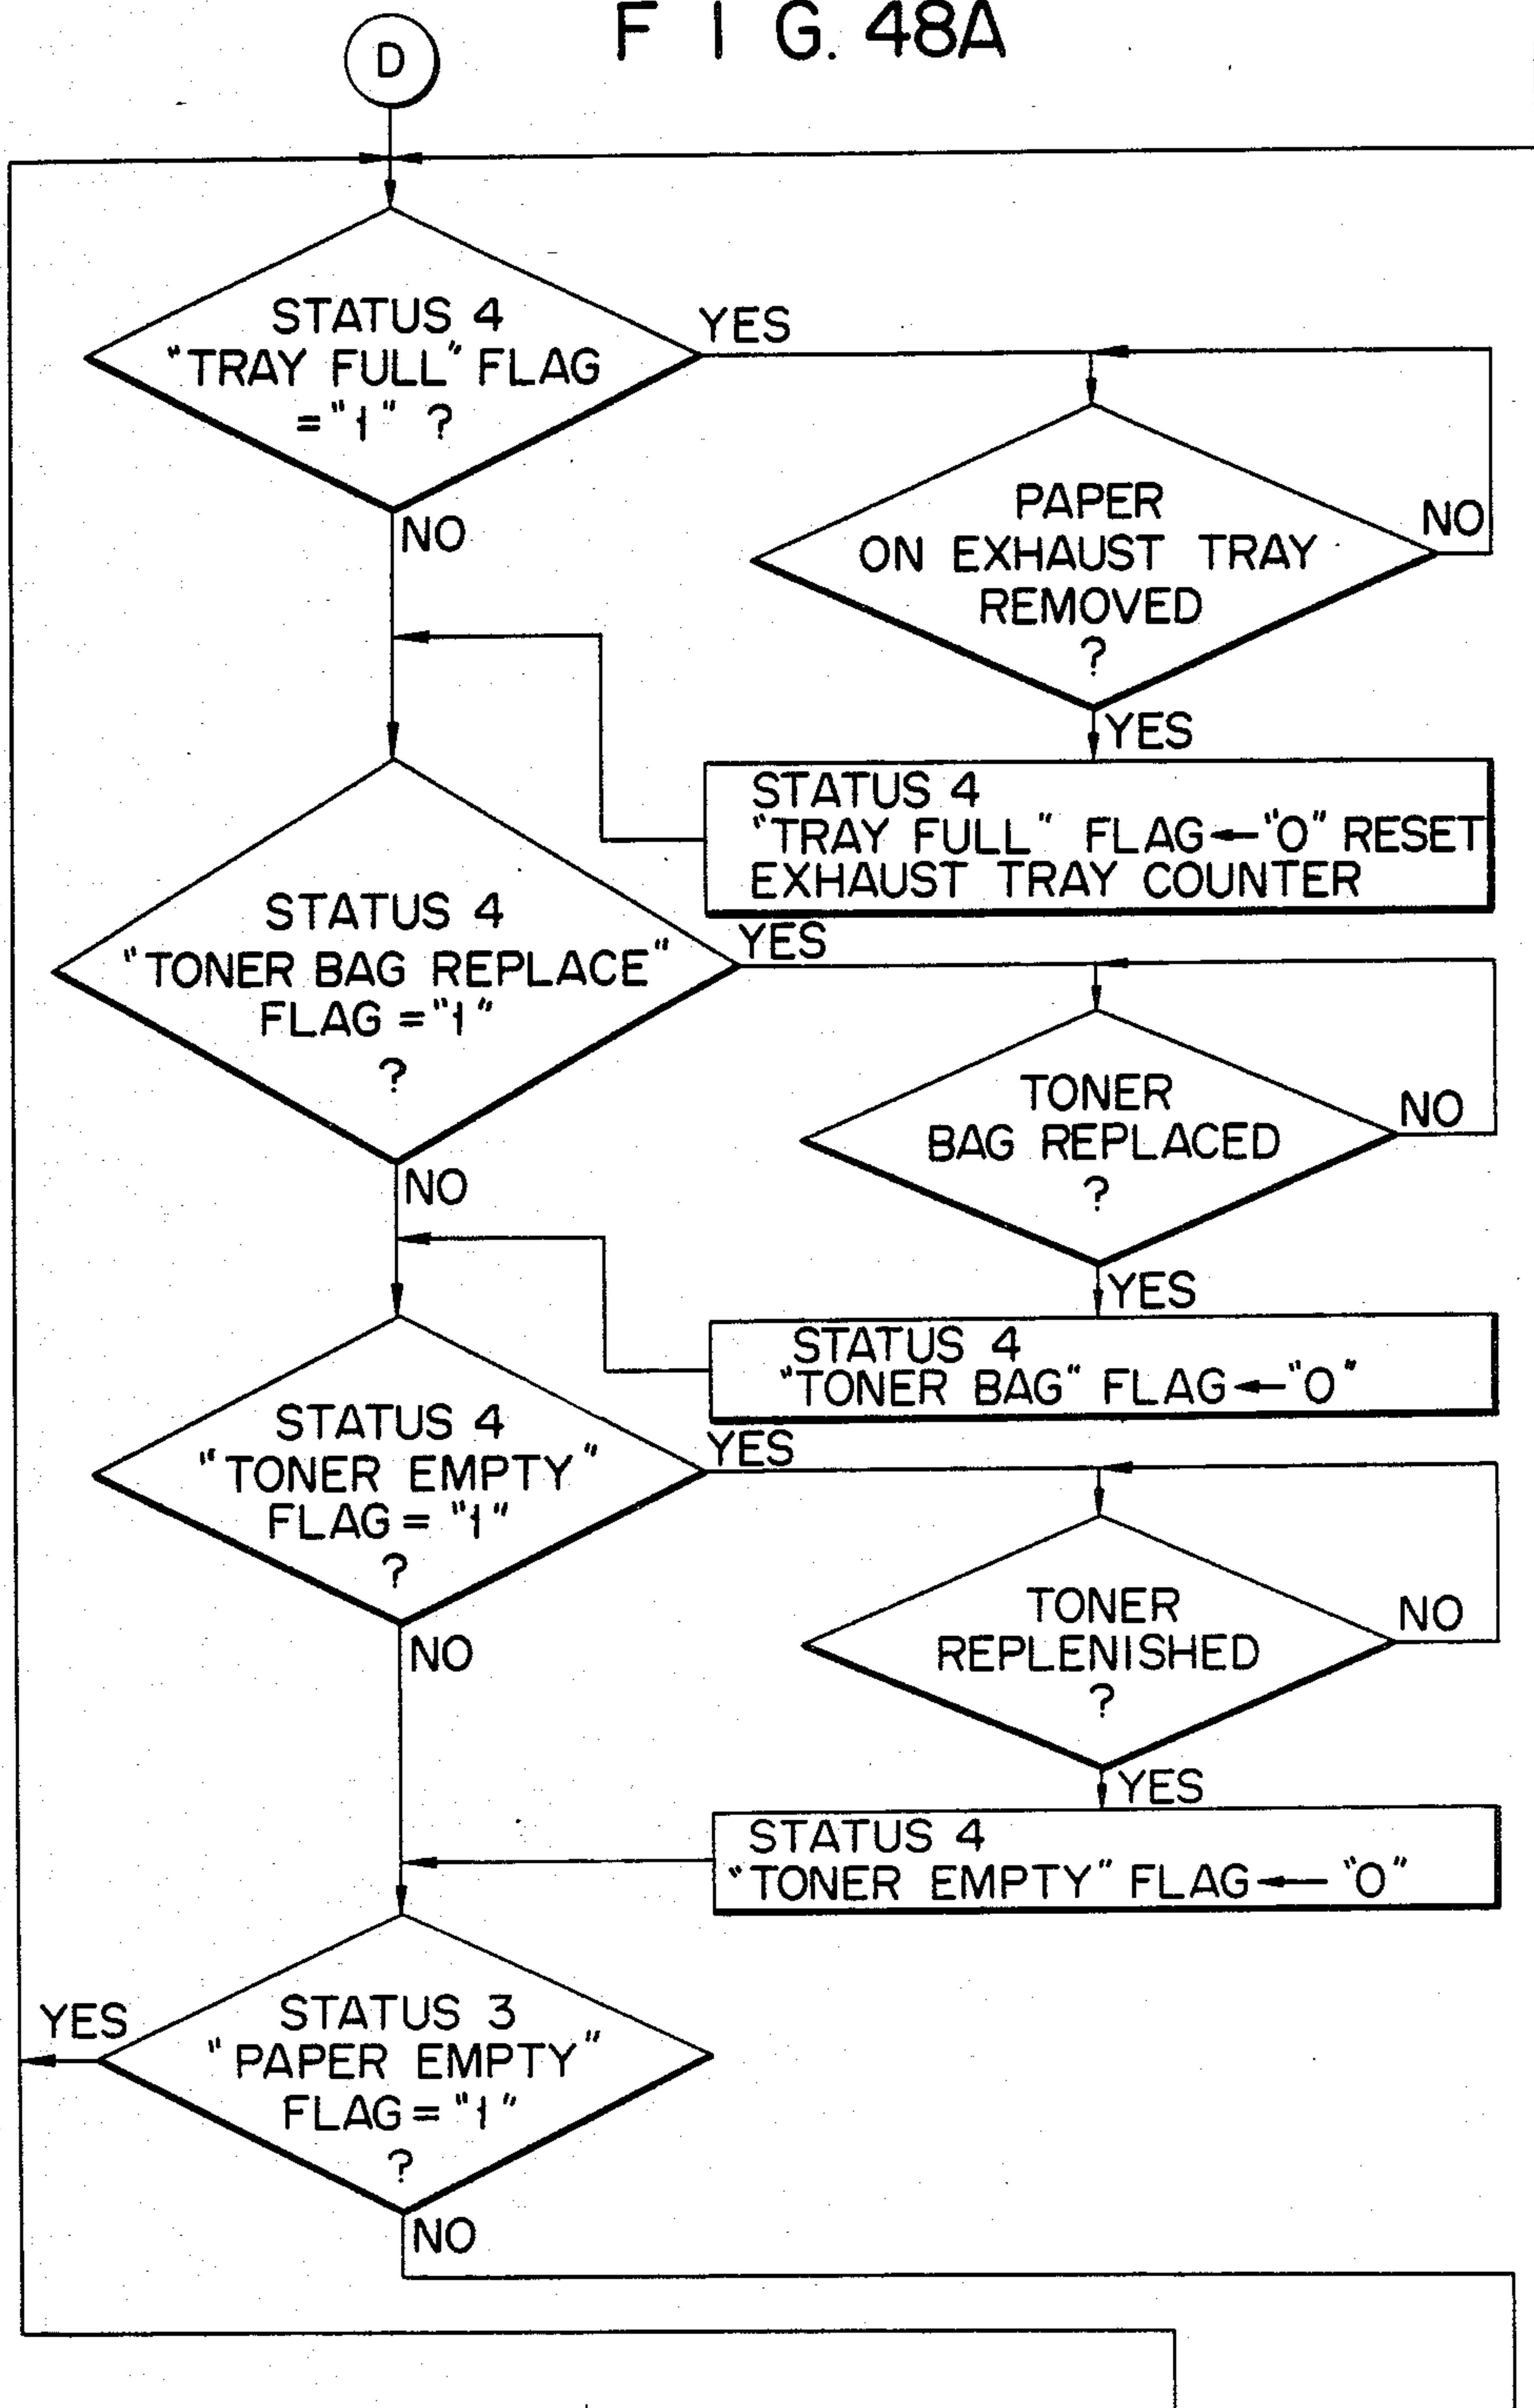 F I G. 48A
D
STATUS 4
"TRAY FULL" FLAG
="1" ?
YES
NO
PAPER
ON EXHAUST TRAY
REMOVED
?
NO
YES
STATUS 4
"TRAY FULL" FLAG←"0" RESET
EXHAUST TRAY COUNTER
STATUS 4
"TONER BAG REPLACE"
FLAG ="1"
?
YES
NO
TONER
BAG REPLACED
?
NO
YES
STATUS 4
"TONER BAG" FLAG←"0"
STATUS 4
"TONER EMPTY"
FLAG = "1"
?
YES
NO
TONER
REPLENISHED
?
NO
YES
STATUS 4
"TONER EMPTY" FLAG← "0"
STATUS 3
"PAPER EMPTY"
FLAG = "1"
?
YES
NO